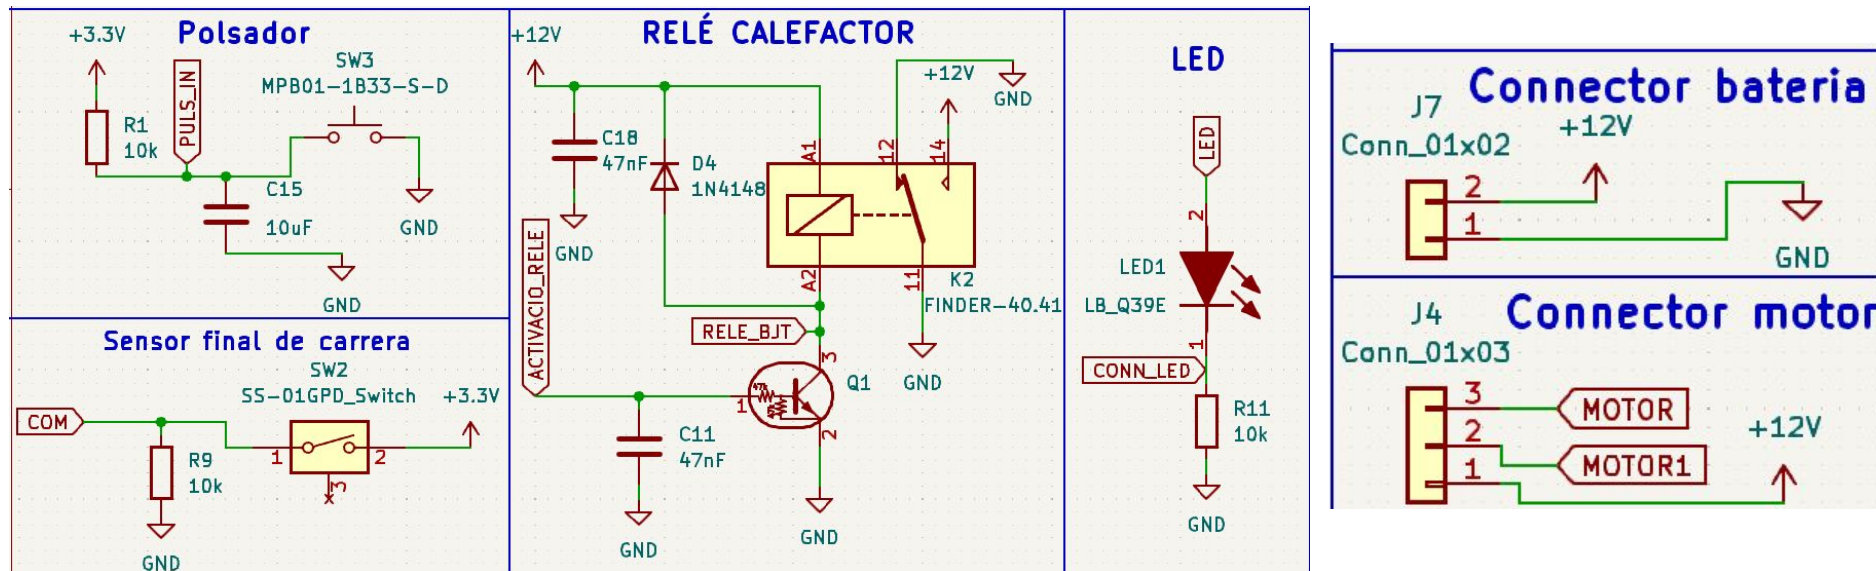 Polsador
+3.3V
SW3
MPB01-1B33-S-D
PULS_IN
R1
10k
C15
10uF
GND
GND
Sensor final de carrera
SW2
SS-01GPD_Switch
+3.3V
COM
1
2
3
R9
10k
GND
RELÉ CALEFACTOR
+12V
+12V
GND
C18
47nF
D4
1N4148
A1
12
14
GND
A2
11
K2
FINDER-40.41
ACTIVACIO_RELE
RELE_BJT
GND
3
Q1
1
47k
47k
2
C11
47nF
GND
GND
LED
LED
2
LED1
LB_Q39E
1
CONN_LED
R11
10k
GND
Connector bateria
J7
Conn_01x02
+12V
2
1
GND
Connector motor
J4
Conn_01x03
3
MOTOR
2
MOTOR1
1
+12V